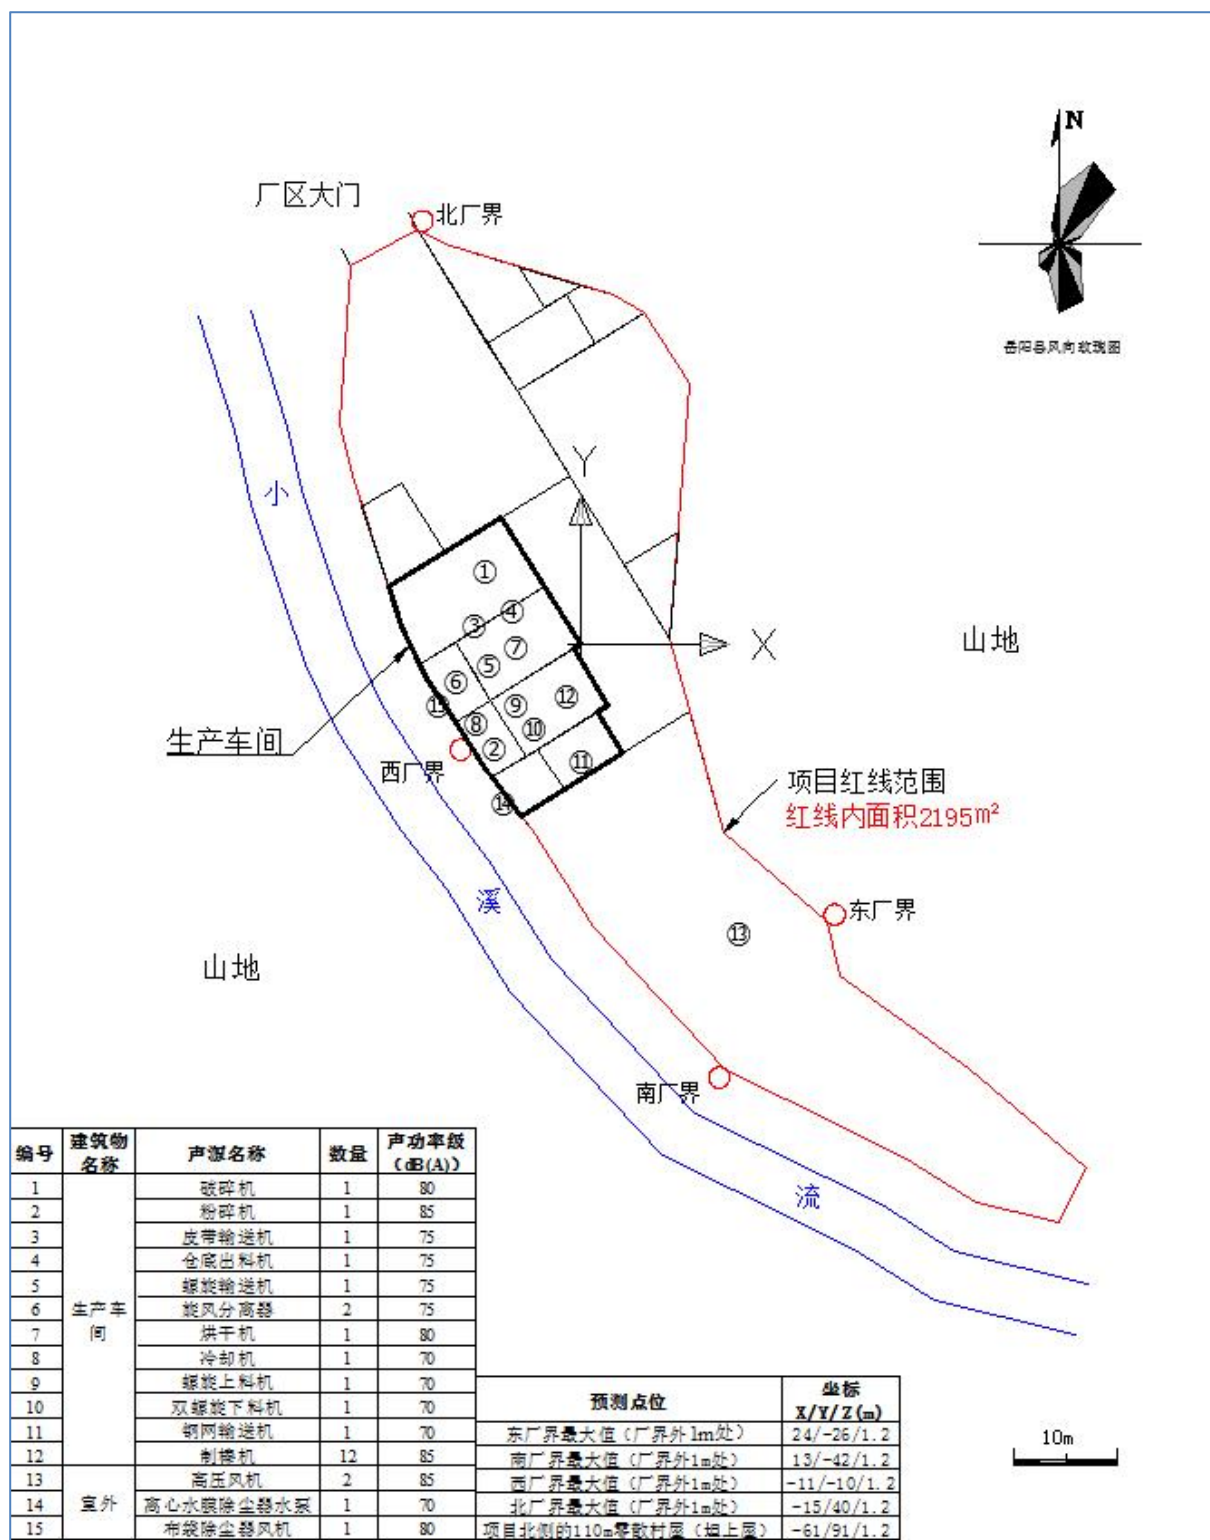 N
厂区大门
北厂界
岳阳县风向玫瑰图
小
Y
①
④
③
⑦
X
山地
⑤
⑥
⑫
⑮
⑨
⑧
⑩
生产车间
②
西厂界
⑪
项目红线范围
⑭
红线内面积2195m²
溪
东厂界
⑬
山地
南厂界
流
编号 建筑物名称 声源名称 数量 声功率级(dB(A))
1 生产车间 破碎机 1 80
2 粉碎机 1 85
3 皮带输送机 1 75
4 仓底出料机 1 75
5 螺旋输送机 1 75
6 旋风分离器 2 75
7 烘干机 1 80
8 冷却机 1 70
9 螺旋上料机 1 70
10 双螺旋下料机 1 70
11 钢网输送机 1 70
12 制棒机 12 85
13 室外 高压风机 2 85
14 离心水膜除尘器水泵 1 70
15 布袋除尘器风机 1 80
预测点位 坐标X/Y/Z(m)
东厂界最大值（厂界外1m处） 24/-26/1.2
南厂界最大值（厂界外1m处） 13/-42/1.2
西厂界最大值（厂界外1m处） -11/-10/1.2
北厂界最大值（厂界外1m处） -15/40/1.2
项目北侧的110m零散村屋（坦上屋） -61/91/1.2
10m